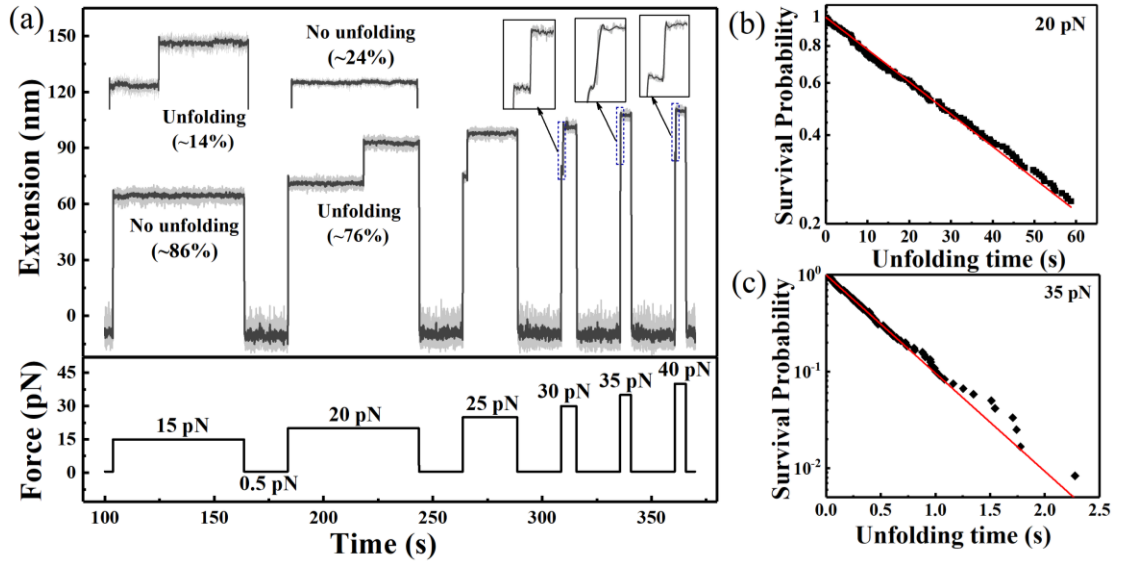 (a)
Extension (nm)
150
120
90
60
30
0
No unfolding
(~24%)
Unfolding
(~14%)
No unfolding
(~86%)
Unfolding
(~76%)
Force (pN)
45
30
15
0
15 pN
0.5 pN
20 pN
25 pN
30 pN
35 pN
40 pN
100 150 200 250 300 350
Time (s)
(b)
20 pN
Survival Probability
1
0.8
0.6
0.4
0.2
0 10 20 30 40 50 60
Unfolding time (s)
(c)
35 pN
Survival Probability
10⁰
10⁻¹
10⁻²
0.0 0.5 1.0 1.5 2.0 2.5
Unfolding time (s)